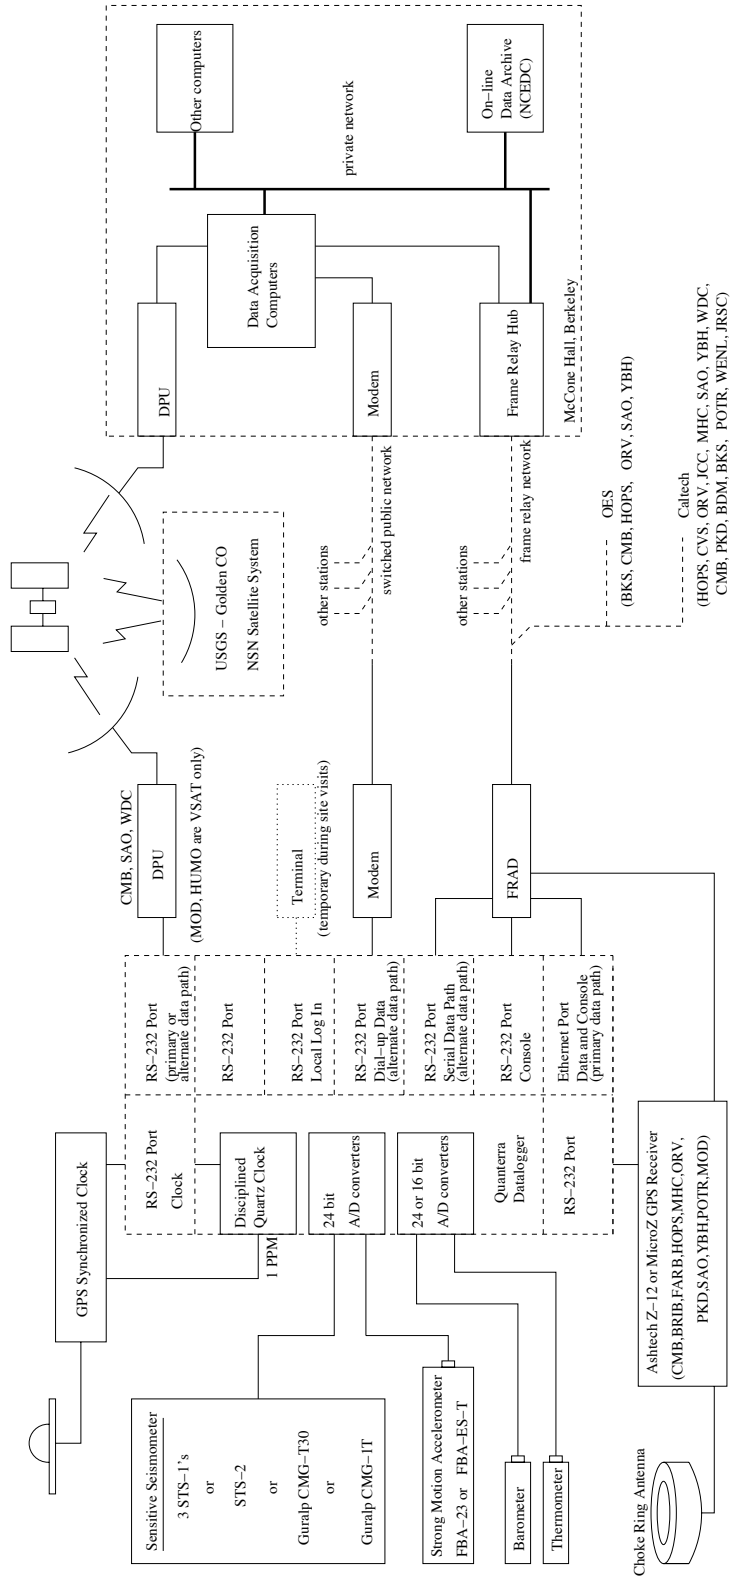 GPS Synchronized Clock
1 PPM
Sensitive Seismometer
3 STS−1's
or
STS−2
or
Guralp CMG−T30
or
Guralp CMG−1T
Strong Motion Accelerometer
FBA−23 or FBA−ES−T
Barometer
Thermometer
Choke Ring Antenna
RS−232 Port
Clock
Disciplined
Quartz Clock
24 bit
A/D converters
24 or 16 bit
A/D converters
Quanterra
Datalogger
RS−232 Port
Ashtech Z−12 or MicroZ GPS Receiver
(CMB,BRIB,FARB,HOPS,MHC,ORV,
PKD,SAO,YBH,POTR,MOD)
RS−232 Port
(primary or
alternate data path)
RS−232 Port
RS−232 Port
Local Log In
RS−232 Port
Dial−up Data
(alternate data path)
RS−232 Port
Serial Data Path
(alternate data path)
RS−232 Port
Console
Ethernet Port
Data and Console
(primary data path)
CMB, SAO, WDC
DPU
(MOD, HUMO are VSAT only)
Terminal
(temporary during site visits)
Modem
FRAD
USGS − Golden CO
NSN Satellite System
other stations
switched public network
other stations
frame relay network
OES
(BKS, CMB, HOPS, ORV, SAO, YBH)
Caltech
(HOPS, CVS, ORV, JCC, MHC, SAO, YBH, WDC,
CMB, PKD, BDM, BKS, POTR, WENL, JRSC)
DPU
Data Acquisition
Computers
Modem
Frame Relay Hub
McCone Hall, Berkeley
Other computers
private network
On−line
Data Archive
(NCEDC)